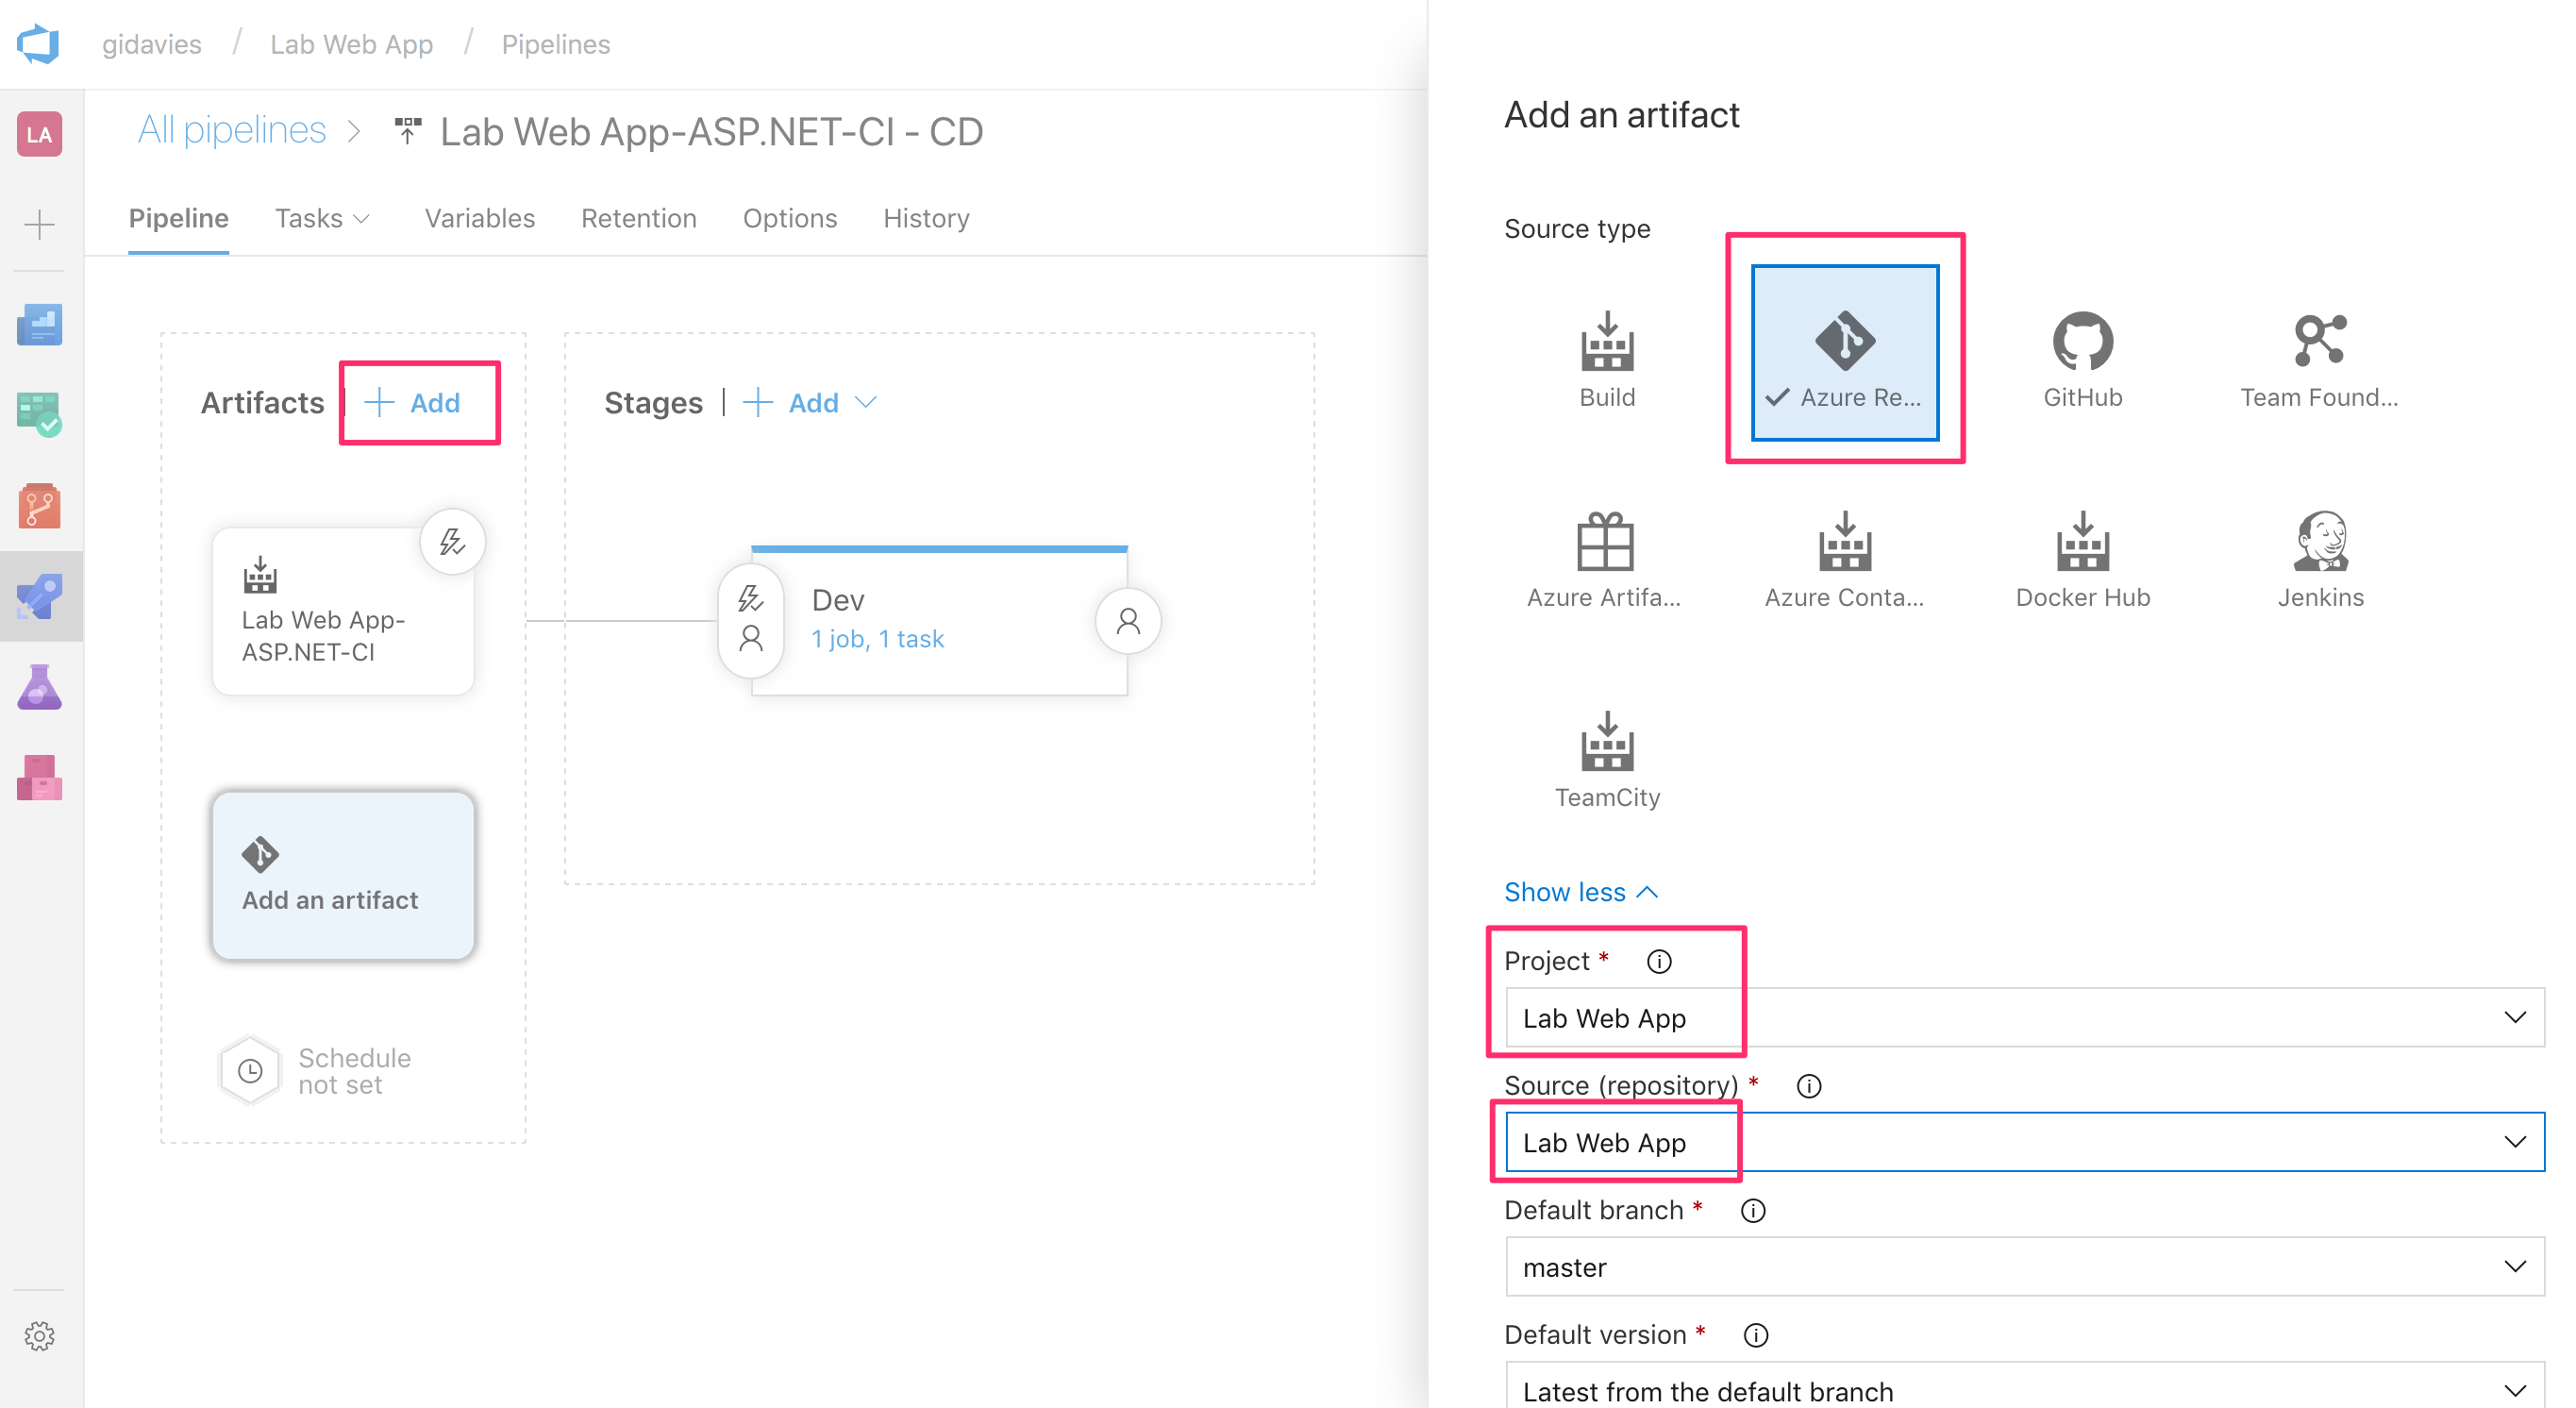 gidavies / Lab Web App / Pipelines
LA
All pipelines > Lab Web App-ASP.NET-CI - CD
Pipeline Tasks Variables Retention Options History
Artifacts | + Add
Stages | + Add
Lab Web App-
ASP.NET-CI
Dev
1 job, 1 task
Add an artifact
Schedule
not set
Add an artifact
Source type
Build
Azure Re...
GitHub
Team Found...
Azure Artifa...
Azure Conta...
Docker Hub
Jenkins
TeamCity
Show less
Project *
Lab Web App
Source (repository) *
Lab Web App
Default branch *
master
Default version *
Latest from the default branch